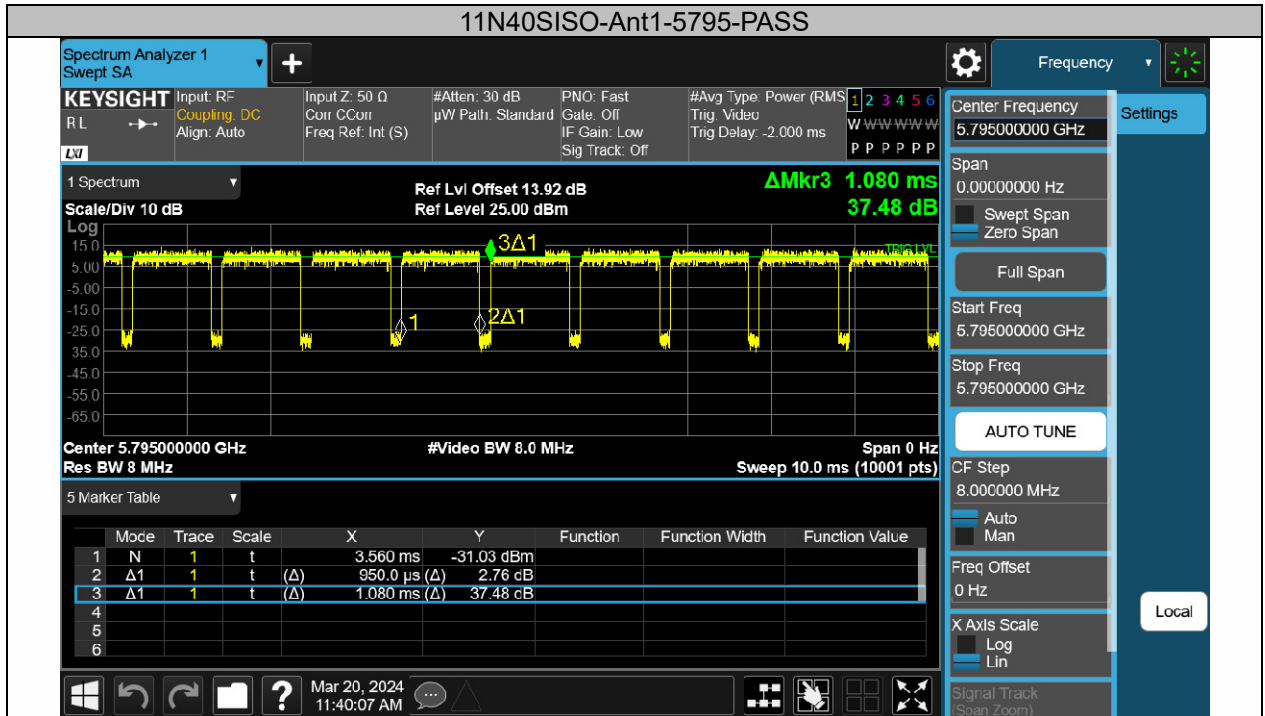 11N40SISO-Ant1-5795-PASS
Spectrum Analyzer 1
Swept SA
Frequency
KEYSIGHT
RL
LXI
Input: RF
Coupling: DC
Align: Auto
Input Z: 50 Ω
Corr CCorr
Freq Ref: Int (S)
#Atten: 30 dB
µW Path: Standard
PNO: Fast
Gate: Off
IF Gain: Low
Sig Track: Off
#Avg Type: Power (RMS
Trig: Video
Trig Delay: -2.000 ms
1 2 3 4 5 6
W W W W W W
P P P P P P
1 Spectrum
Scale/Div 10 dB
Ref Lvl Offset 13.92 dB
Ref Level 25.00 dBm
ΔMkr3 1.080 ms
37.48 dB
Log
15.0
5.00
-5.00
-15.0
-25.0
-35.0
-45.0
-55.0
-65.0
3Δ1
TRIG LVL
1
2Δ1
Center 5.795000000 GHz
Res BW 8 MHz
#Video BW 8.0 MHz
Span 0 Hz
Sweep 10.0 ms (10001 pts)
5 Marker Table
Mode Trace Scale X Y Function Function Width Function Value
1 N 1 t 3.560 ms -31.03 dBm
2 Δ1 1 t (Δ) 950.0 µs (Δ) 2.76 dB
3 Δ1 1 t (Δ) 1.080 ms (Δ) 37.48 dB
4
5
6
Mar 20, 2024
11:40:07 AM
Center Frequency
5.795000000 GHz
Span
0.00000000 Hz
Swept Span
Zero Span
Full Span
Start Freq
5.795000000 GHz
Stop Freq
5.795000000 GHz
AUTO TUNE
CF Step
8.000000 MHz
Auto
Man
Freq Offset
0 Hz
X Axis Scale
Log
Lin
Signal Track
(Span Zoom)
Settings
Local